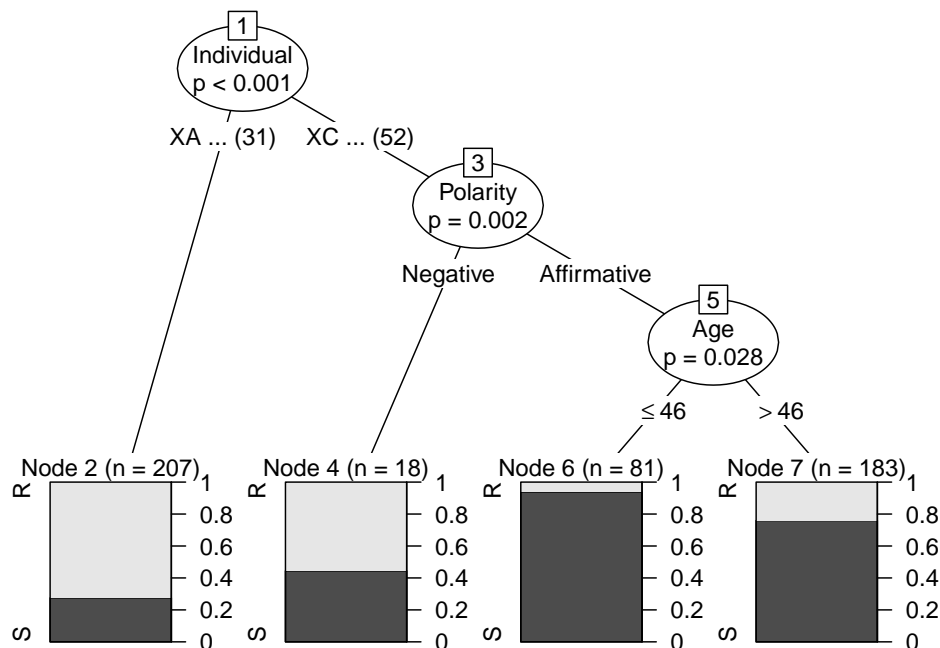 1
Individual
p < 0.001
XA ... (31)
XC ... (52)
3
Polarity
p = 0.002
Negative
Affirmative
5
Age
p = 0.028
≤ 46
> 46
Node 2 (n = 207)
R
S
1
0.8
0.6
0.4
0.2
0
Node 4 (n = 18)
R
S
1
0.8
0.6
0.4
0.2
0
Node 6 (n = 81)
R
S
1
0.8
0.6
0.4
0.2
0
Node 7 (n = 183)
R
S
1
0.8
0.6
0.4
0.2
0